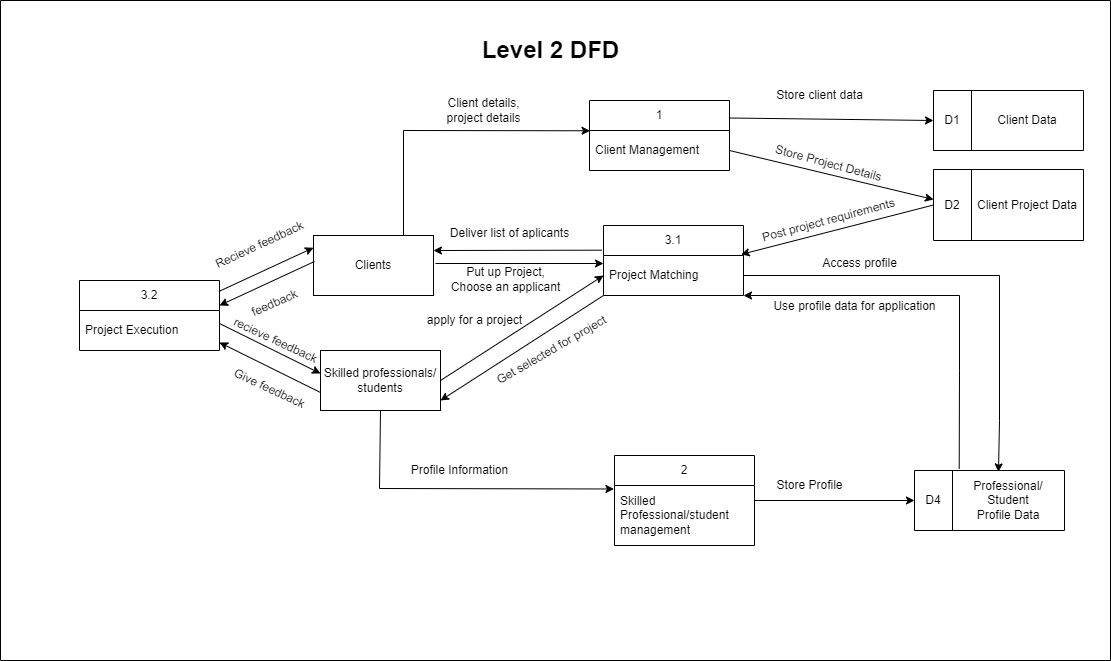 Level 2 DFD
Client details,
project details
1
Client Management
Store client data
D1
Client Data
Store Project Details
D2
Client Project Data
Post project requirements
Recieve feedback
Clients
Deliver list of aplicants
3.1
Project Matching
Put up Project,
Choose an applicant
Access profile
Use profile data for application
3.2
Project Execution
feedback
recieve feedback
Give feedback
apply for a project
Get selected for project
Skilled professionals/
students
Profile Information
2
Skilled
Professional/student
management
Store Profile
D4
Professional/
Student
Profile Data